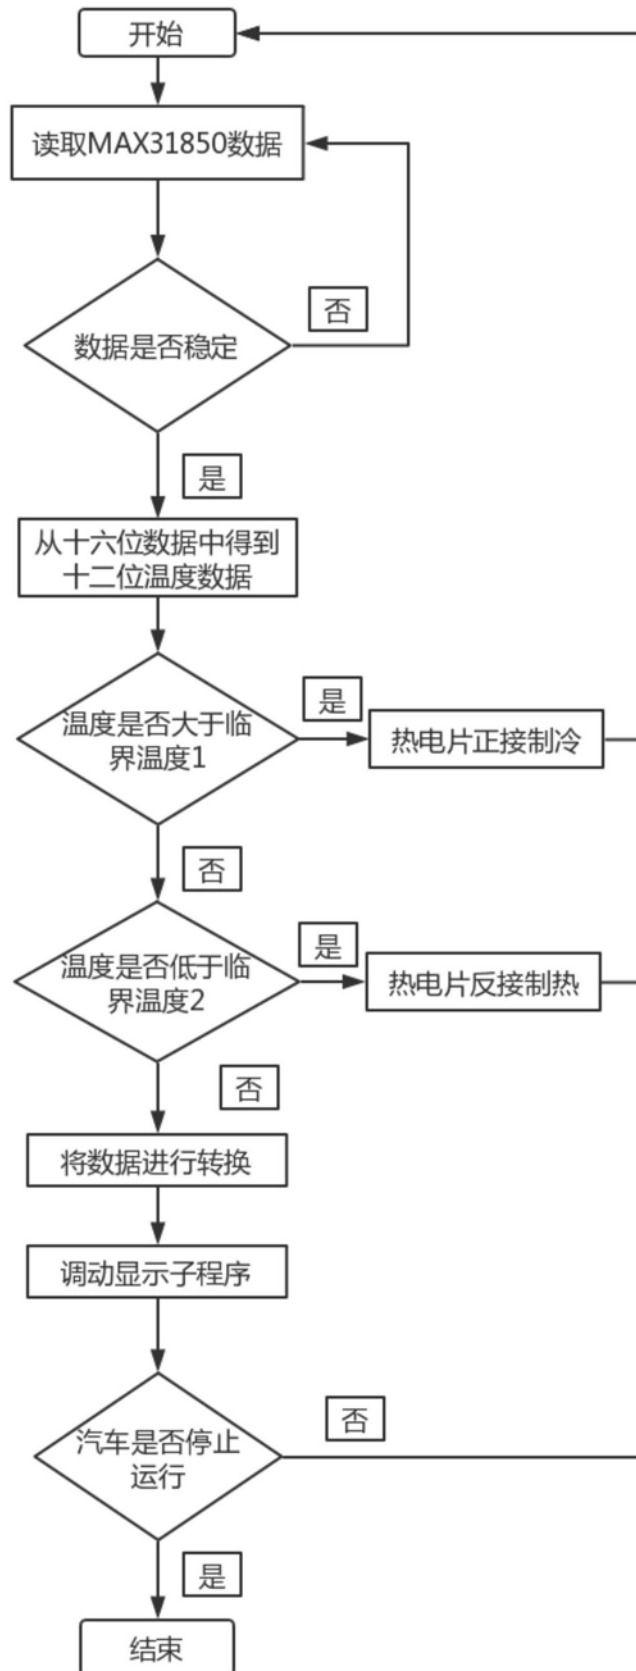 开始
读取MAX31850数据
否
数据是否稳定
是
从十六位数据中得到
十二位温度数据
是
温度是否大于临
界温度1
热电片正接制冷
否
是
温度是否低于临
界温度2
热电片反接制热
否
将数据进行转换
调动显示子程序
否
汽车是否停止
运行
是
结束